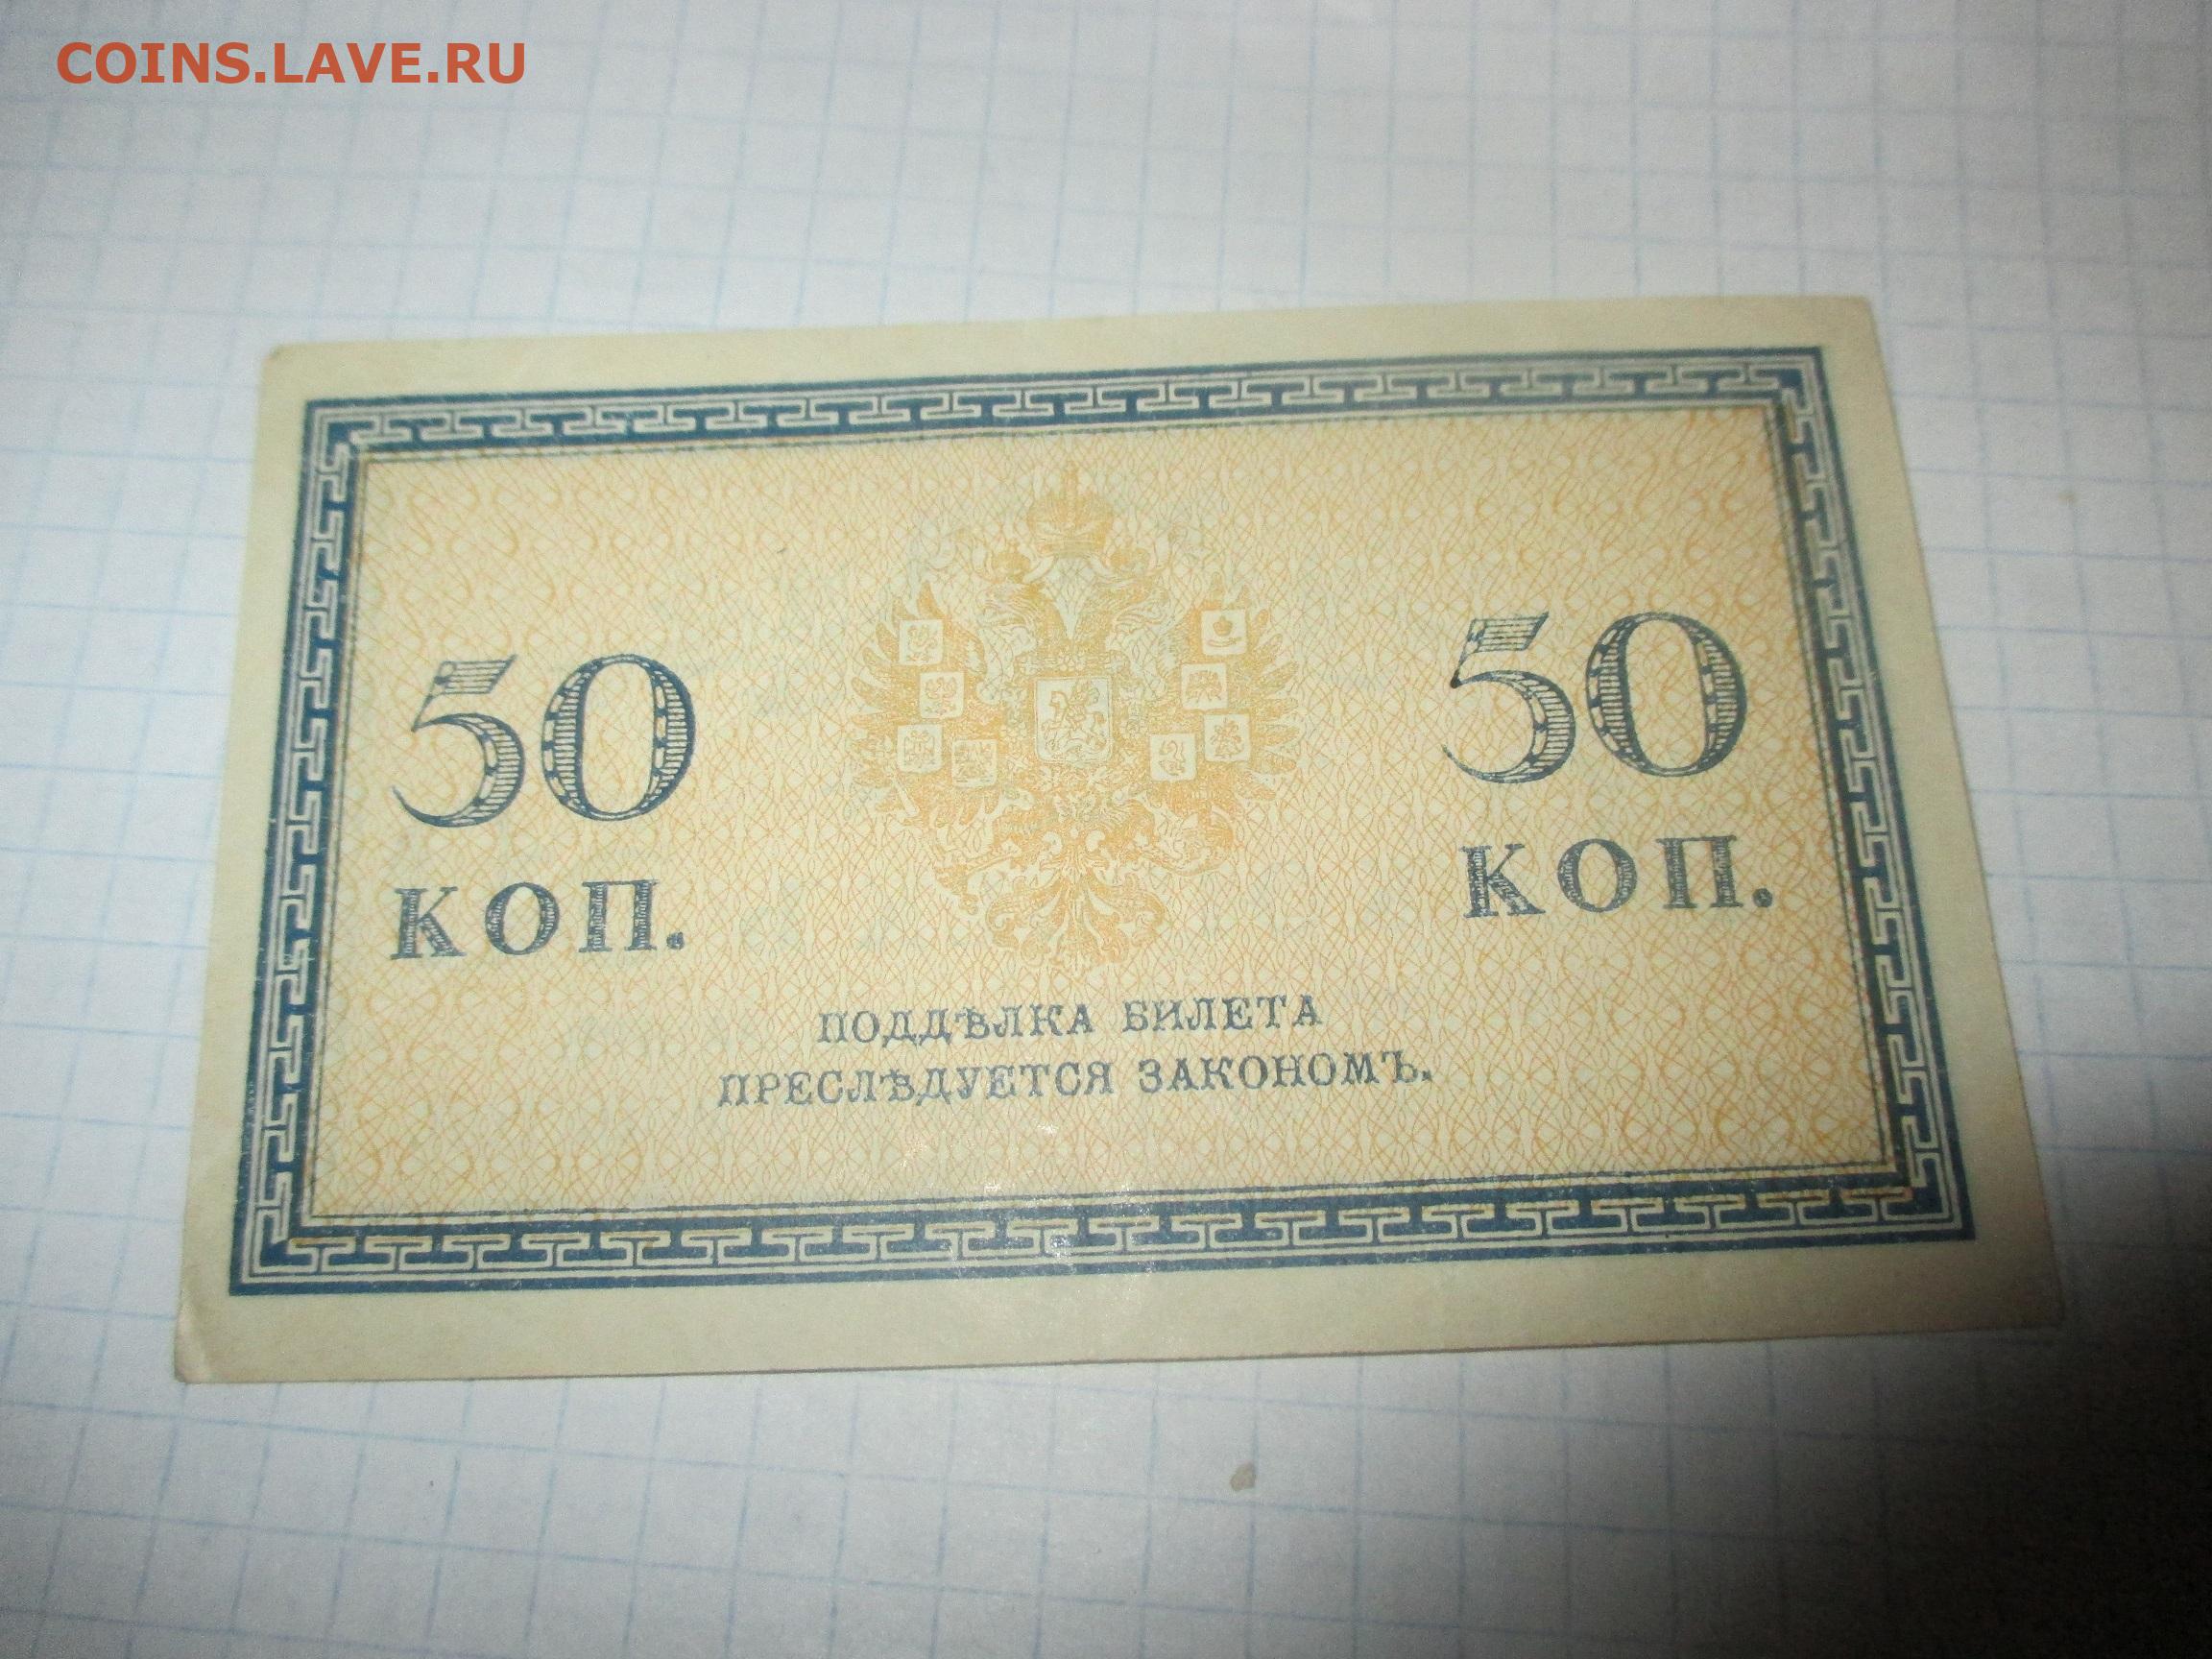 COINS.LAVE.RU
50 50
КОП. КОП.
ПОДДѢЛКА БИЛЕТА
ПРЕСЛѢДУЕТСЯ ЗАКОНОМЪ.